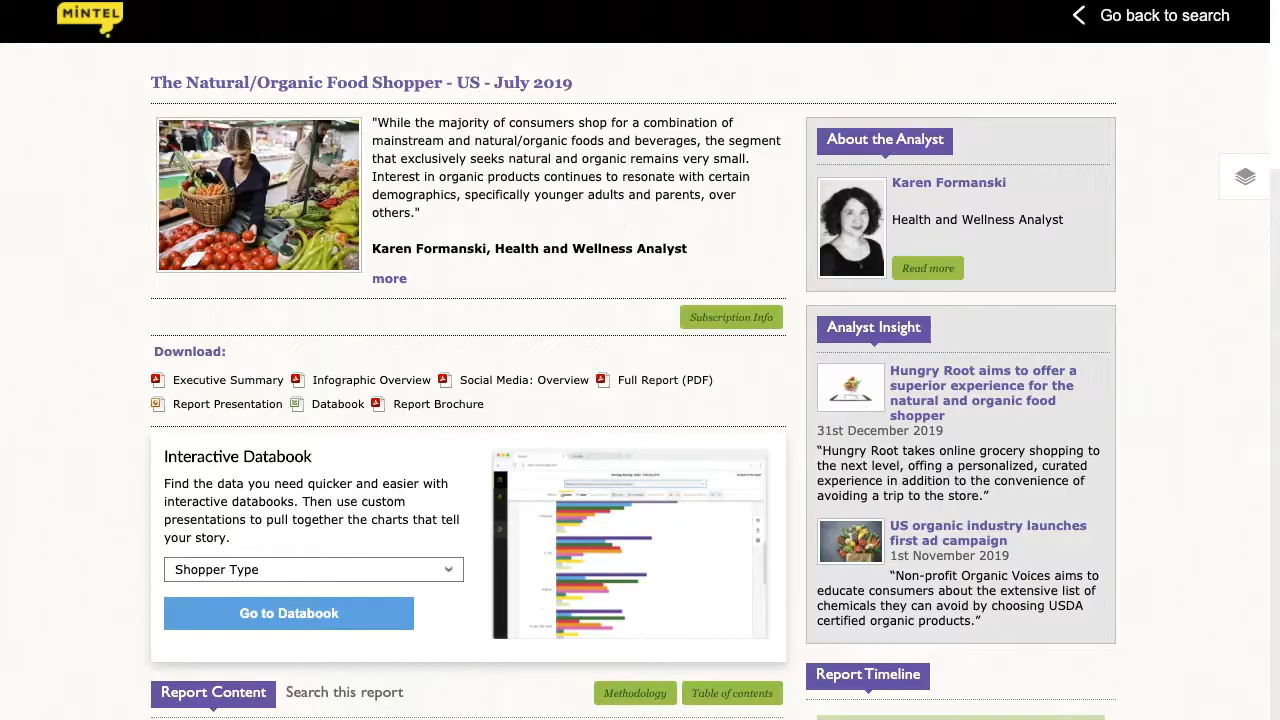 MINTEL
Go back to search
The Natural/Organic Food Shopper - US - July 2019
"While the majority of consumers shop for a combination of
mainstream and natural/organic foods and beverages, the segment
that exclusively seeks natural and organic remains very small.
Interest in organic products continues to resonate with certain
demographics, specifically younger adults and parents, over
others."
Karen Formanski, Health and Wellness Analyst
more
Subscription Info
Download:
Executive Summary Infographic Overview Social Media: Overview Full Report (PDF)
Report Presentation Databook Report Brochure
Interactive Databook
Find the data you need quicker and easier with
interactive databooks. Then use custom
presentations to pull together the charts that tell
your story.
Shopper Type
Go to Databook
Report Content Search this report
Methodology Table of contents
About the Analyst
Karen Formanski
Health and Wellness Analyst
Read more
Analyst Insight
Hungry Root aims to offer a
superior experience for the
natural and organic food
shopper
31st December 2019
“Hungry Root takes online grocery shopping to
the next level, offing a personalized, curated
experience in addition to the convenience of
avoiding a trip to the store.”
US organic industry launches
first ad campaign
1st November 2019
“Non-profit Organic Voices aims to
educate consumers about the extensive list of
chemicals they can avoid by choosing USDA
certified organic products.”
Report Timeline